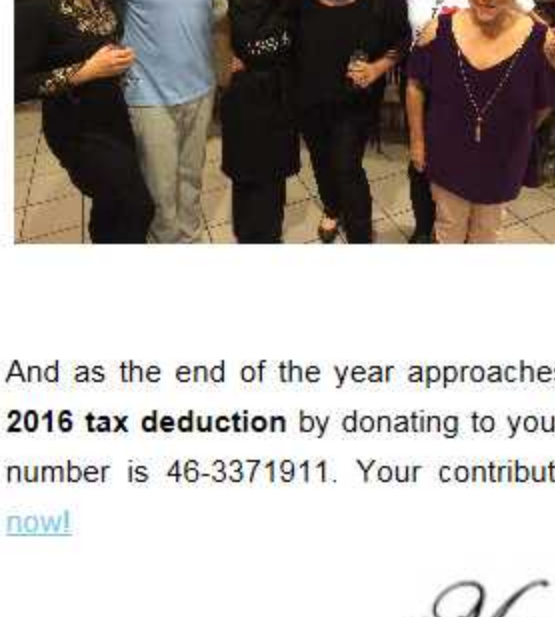 And as the end of the year approaches
2016 tax deduction by donating to you
number is 46-3371911. Your contribut
now!